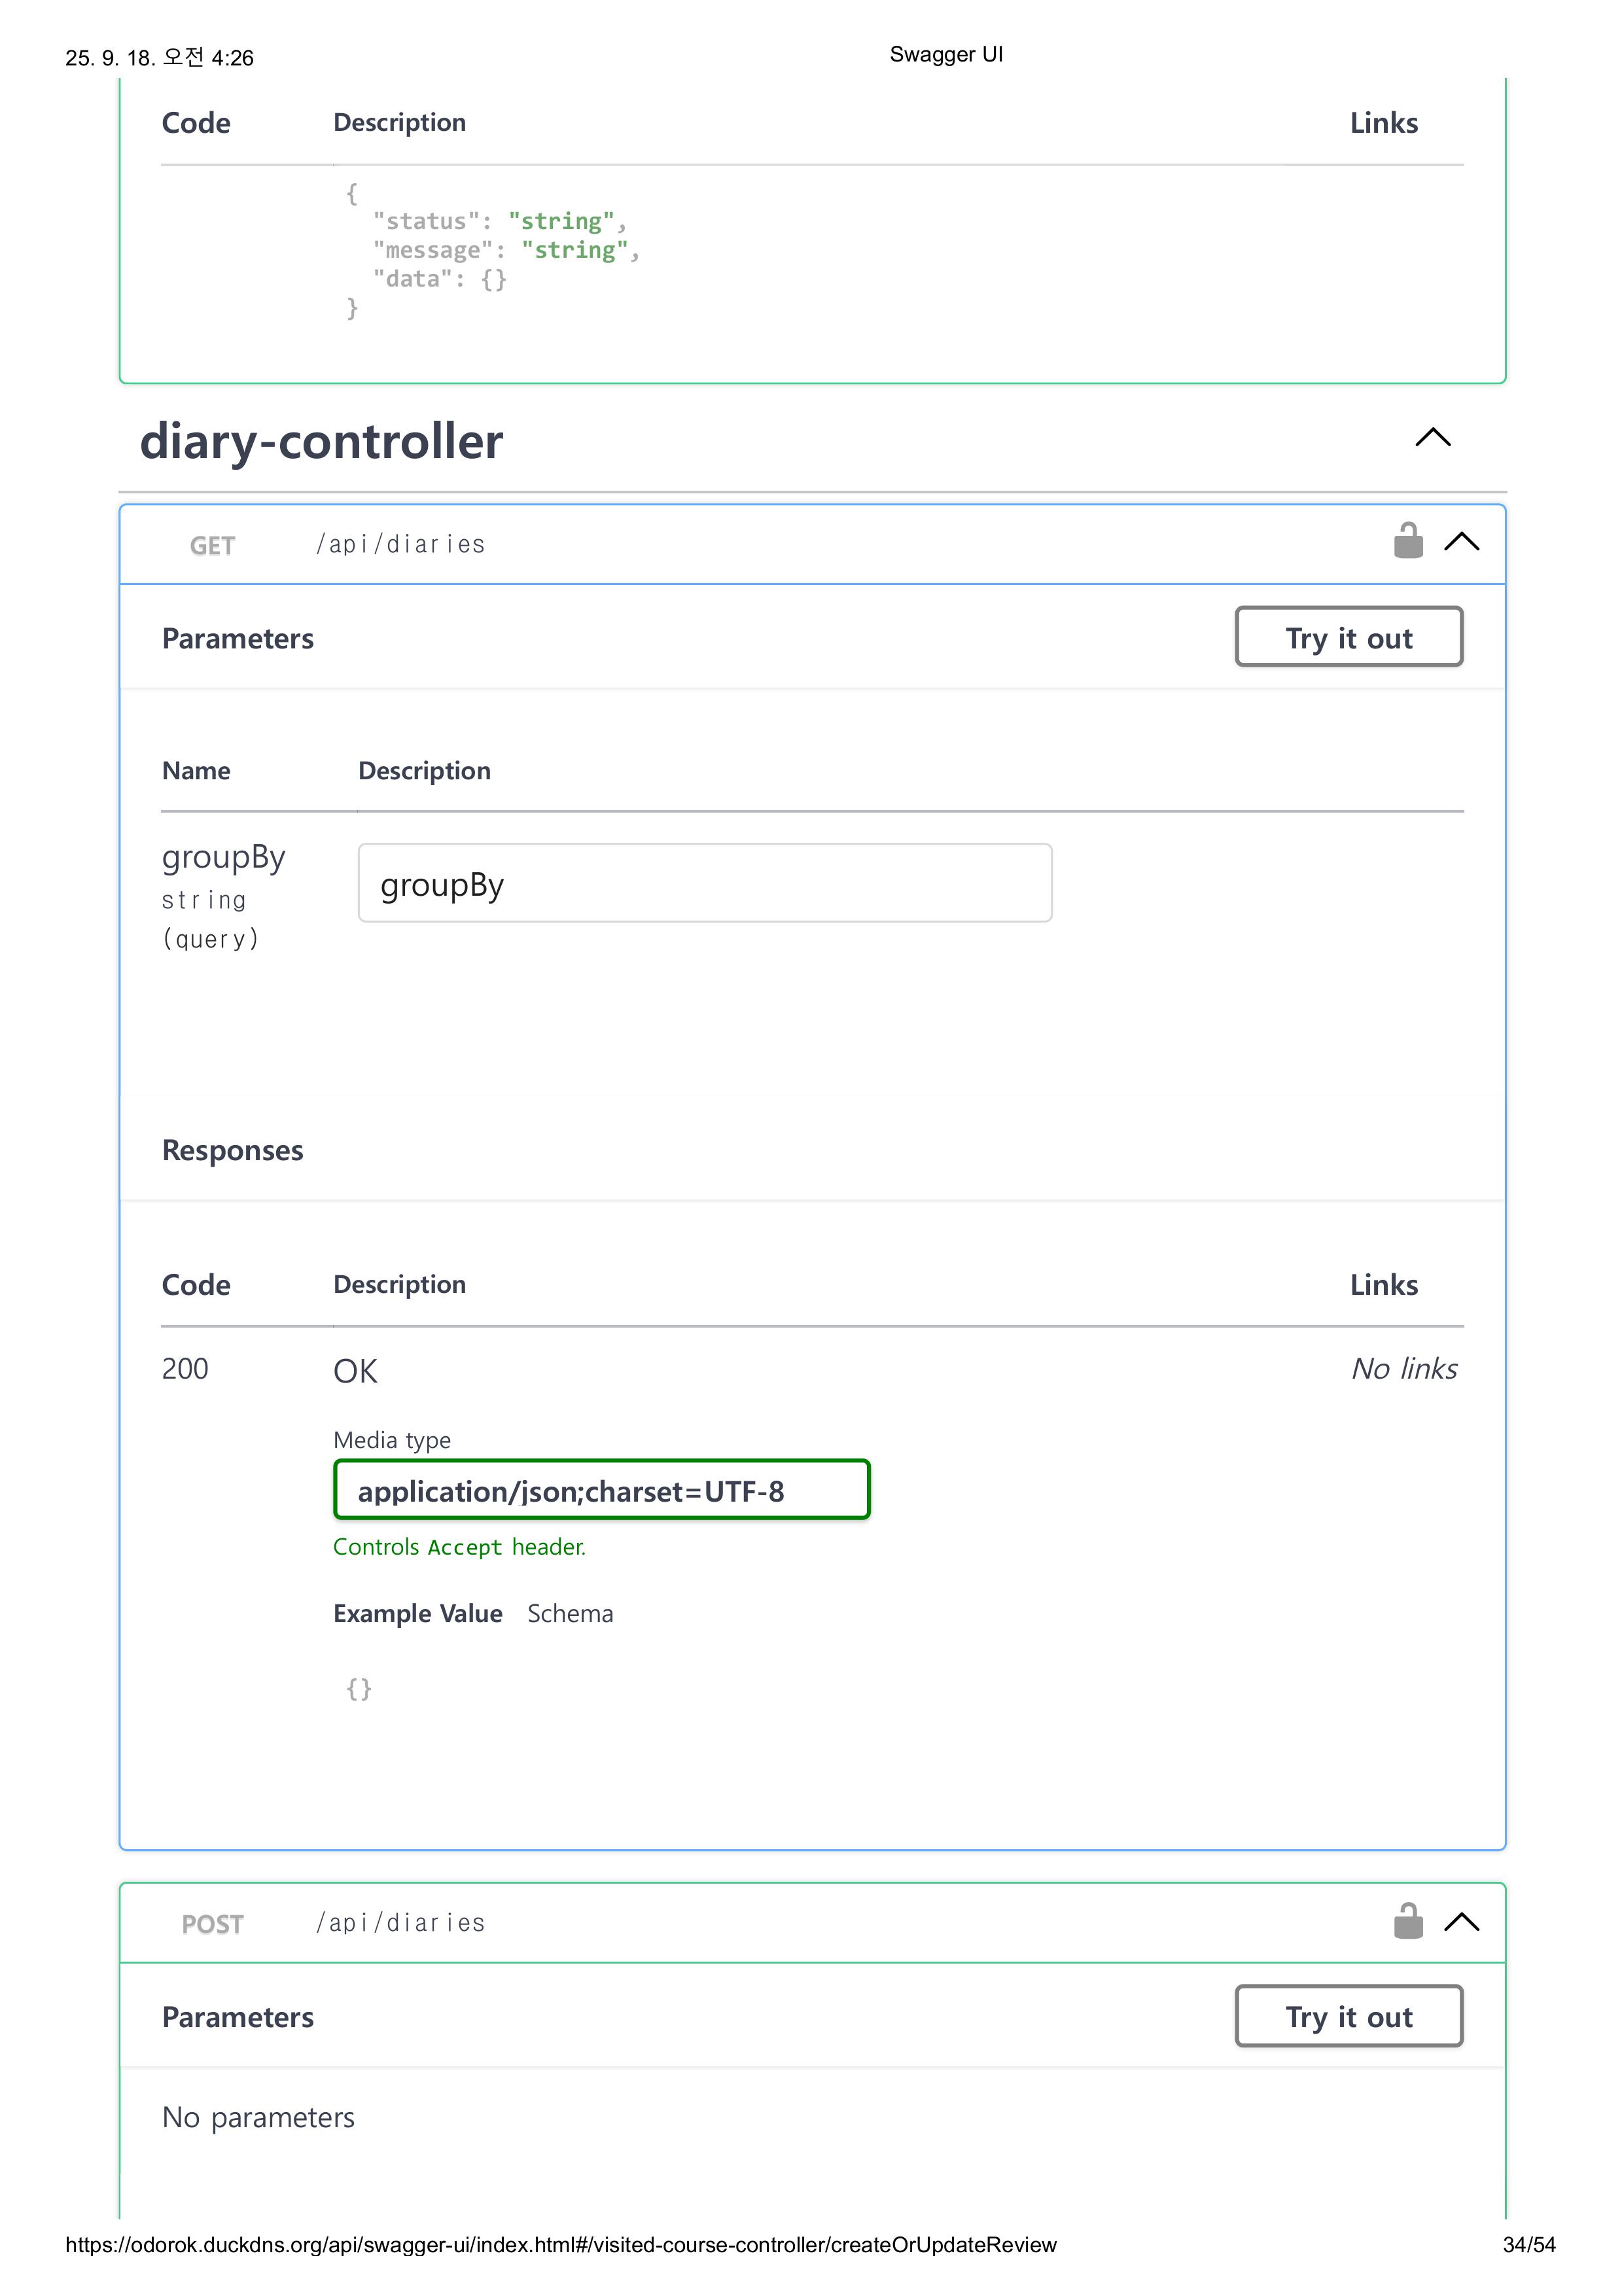 25. 9. 18. 오전 4:26 Swagger UI
Code Description Links
{
"status": "string",
"message": "string",
"data": {}
}
diary-controller
GET /api/diaries
Parameters Try it out
Name Description
groupBy
string
(query)
groupBy
Responses
Code Description Links
200 OK No links
Media type
application/json;charset=UTF-8
Controls Accept header.
Example Value Schema
{}
POST /api/diaries
Parameters Try it out
No parameters
https://odorok.duckdns.org/api/swagger-ui/index.html#/visited-course-controller/createOrUpdateReview 34/54